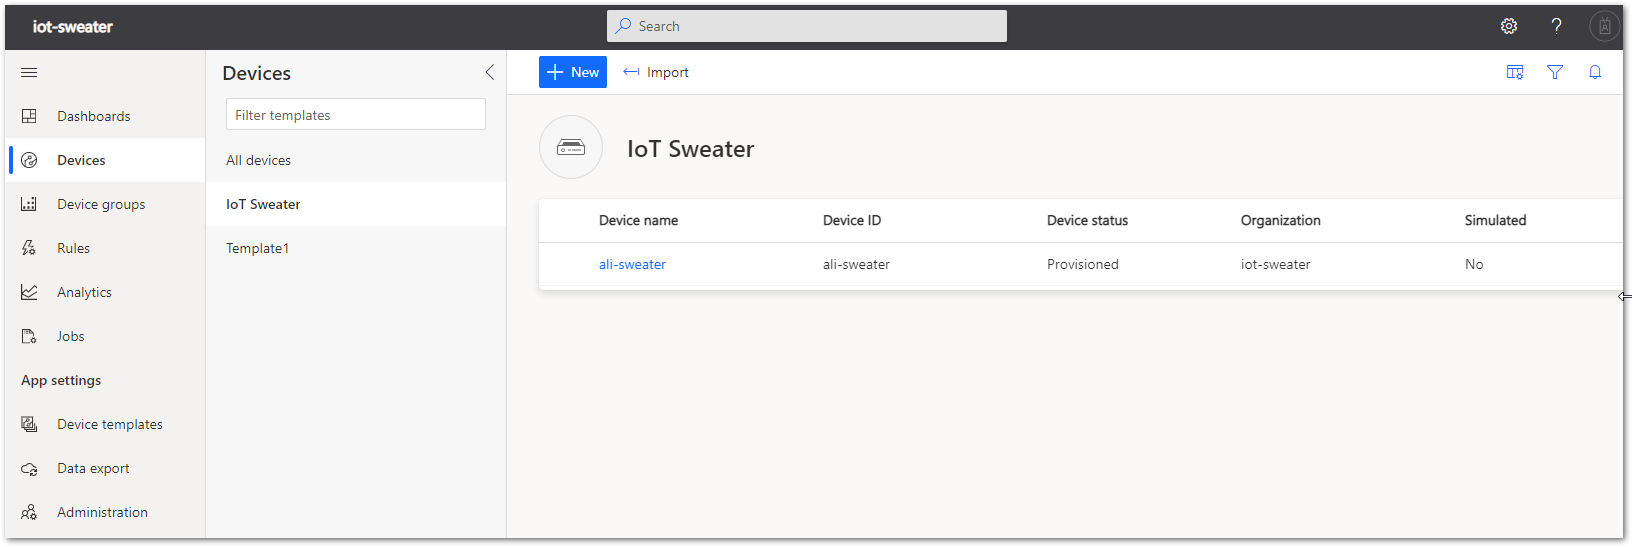 iot-sweater
Search
Dashboards
Devices
Device groups
Rules
Analytics
Jobs
App settings
Device templates
Data export
Administration
Devices
Filter templates
All devices
IoT Sweater
Template1
New
Import
IoT Sweater
Device name Device ID Device status Organization Simulated
ali-sweater ali-sweater Provisioned iot-sweater No